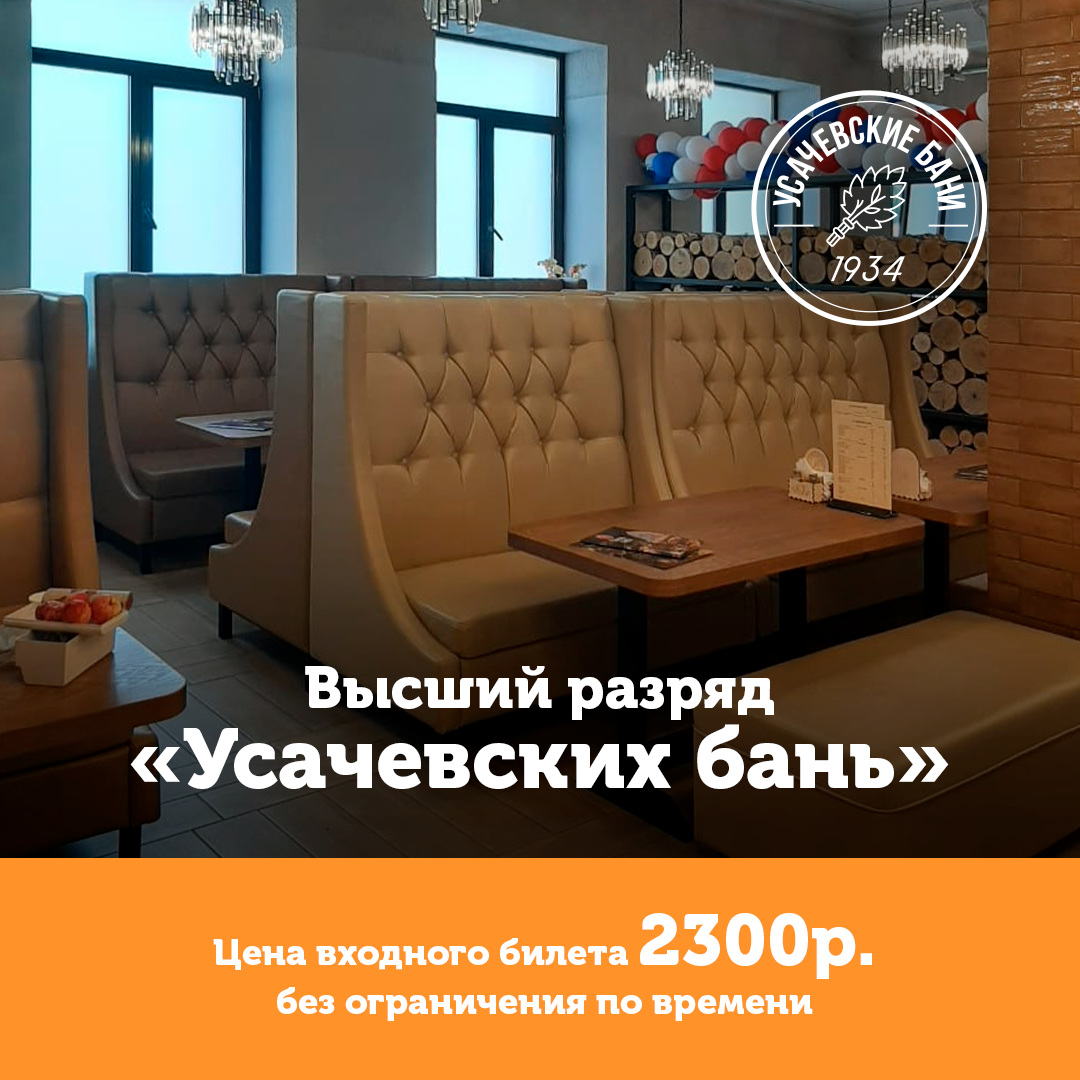 УСАЧЕВСКИЕ БАНИ
1934
Высший разряд
«Усачевских бань»
Цена входного билета 2300р.
без ограничения по времени